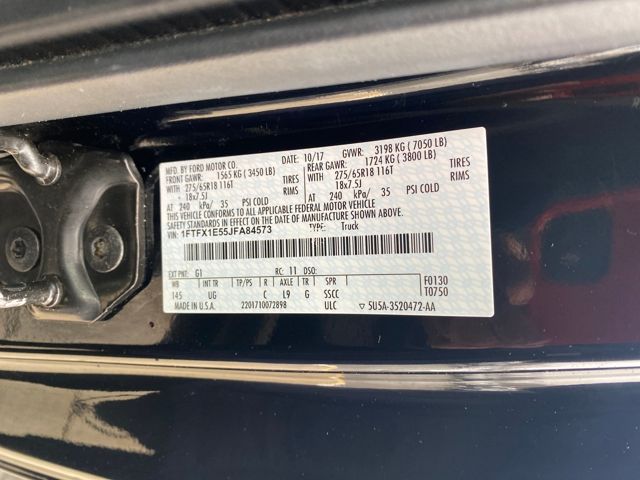 MFD. BY FORD MOTOR CO. DATE: 10/17 GVWR: 3198 KG ( 7050 LB)
FRONT GAWR: 1565 KG ( 3450 LB) REAR GAWR: 1724 KG ( 3800 LB)
WITH 275/65R18 116T TIRES WITH 275/65R18 116T TIRES
18x7.5J RIMS 18x7.5J RIMS
AT 240 kPa/ 35 PSI COLD AT 240 kPa/ 35 PSI COLD
THIS VEHICLE CONFORMS TO ALL APPLICABLE FEDERAL MOTOR VEHICLE
SAFETY STANDARDS IN EFFECT ON THE DATE OF MANUFACTURE SHOWN ABOVE.
VIN: 1FTFX1E55JFA84573 TYPE: Truck
EXT PNT: G1 RC: 11 DSO: F0130
WB INT TR TP/PS R AXLE TR SPR T0750
145 UG C L9 G SSCC
MADE IN U.S.A. 2201710072898 ULC ▽ 5U5A-3520472-AA